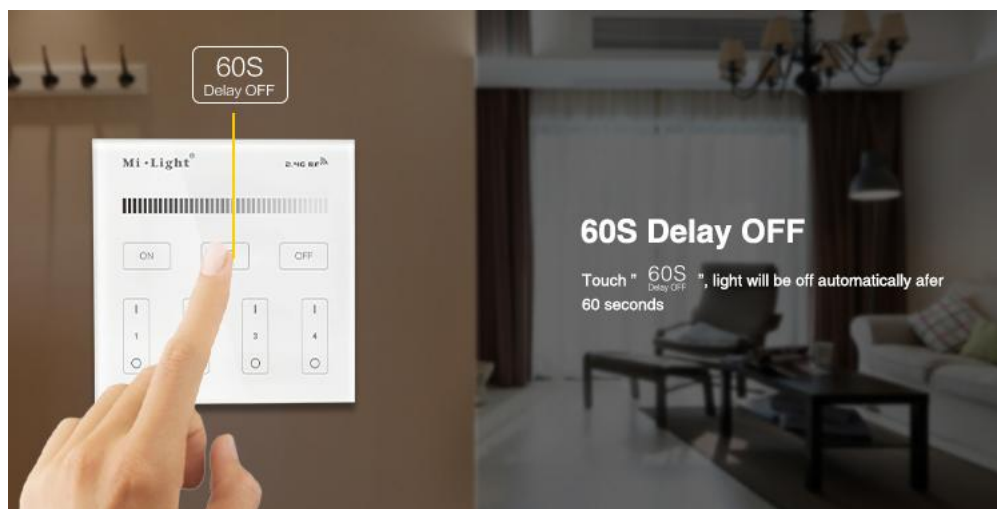 60S
Delay OFF
Mi·Light®
2.4G RF
ON
OFF
I
I
I
1
3
4
O
O
O
60S Delay OFF
Touch " 60S Delay OFF ", light will be off automatically afer
60 seconds